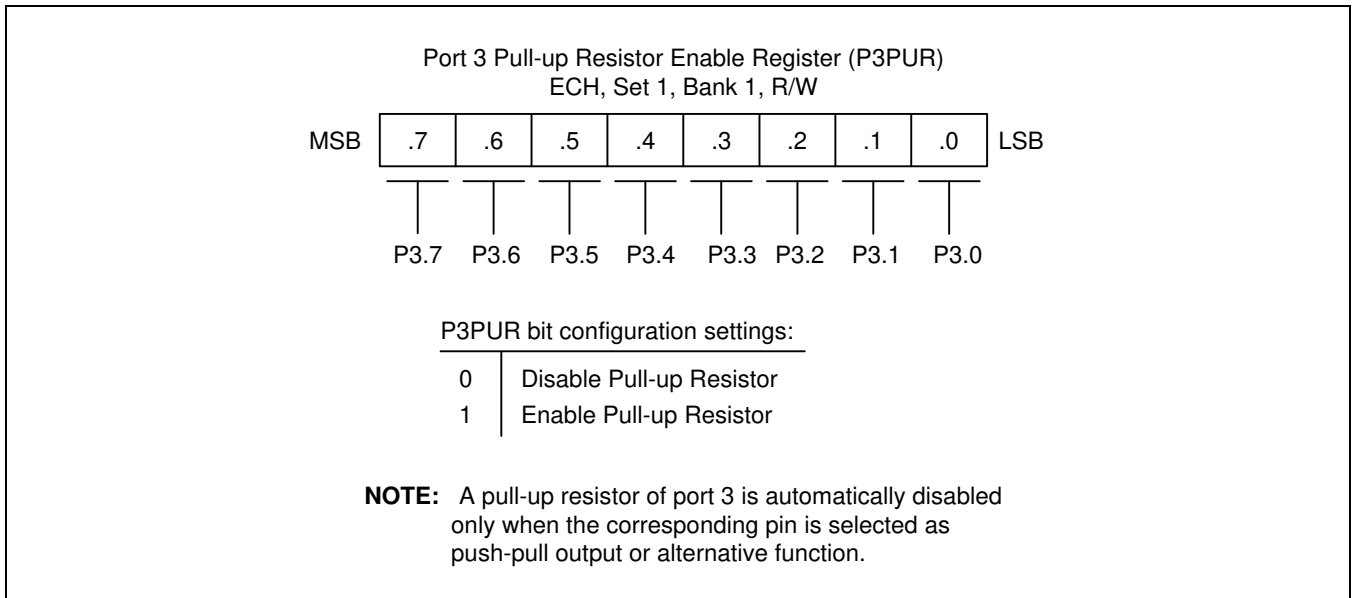 Port 3 Pull-up Resistor Enable Register (P3PUR)
ECH, Set 1, Bank 1, R/W
MSB .7 .6 .5 .4 .3 .2 .1 .0 LSB
P3.7 P3.6 P3.5 P3.4 P3.3 P3.2 P3.1 P3.0
P3PUR bit configuration settings:
0 Disable Pull-up Resistor
1 Enable Pull-up Resistor
NOTE: A pull-up resistor of port 3 is automatically disabled
only when the corresponding pin is selected as
push-pull output or alternative function.